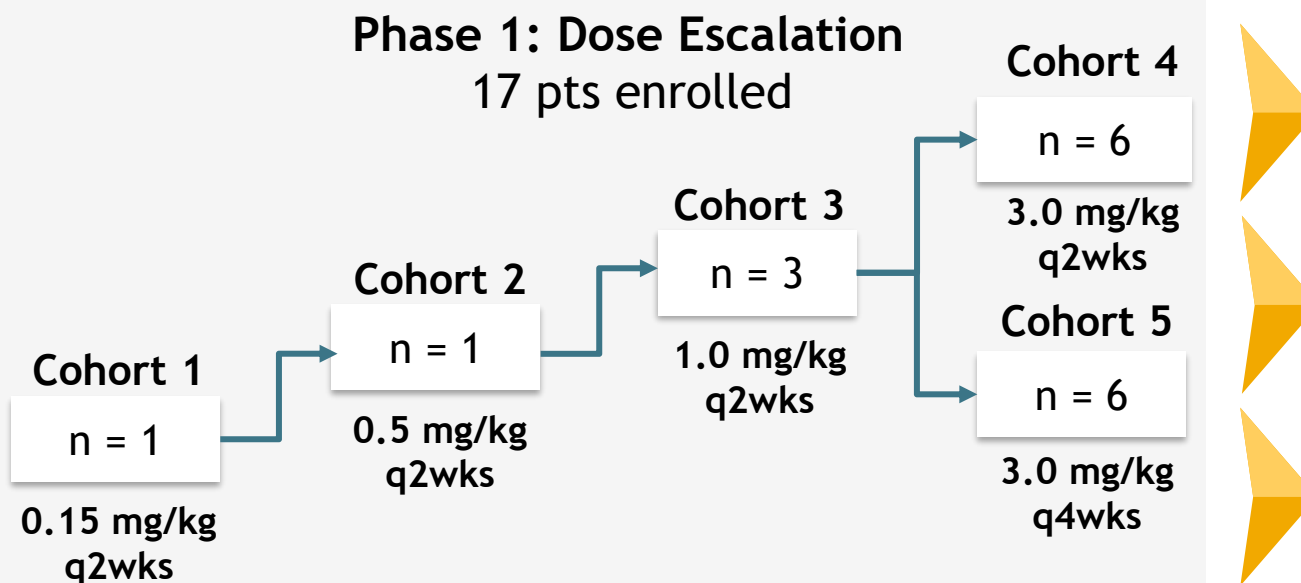 Phase 1: Dose Escalation
17 pts enrolled
Cohort 1
n = 1
0.15 mg/kg
q2wks
Cohort 2
n = 1
0.5 mg/kg
q2wks
Cohort 3
n = 3
1.0 mg/kg
q2wks
Cohort 4
n = 6
3.0 mg/kg
q2wks
Cohort 5
n = 6
3.0 mg/kg
q4wks